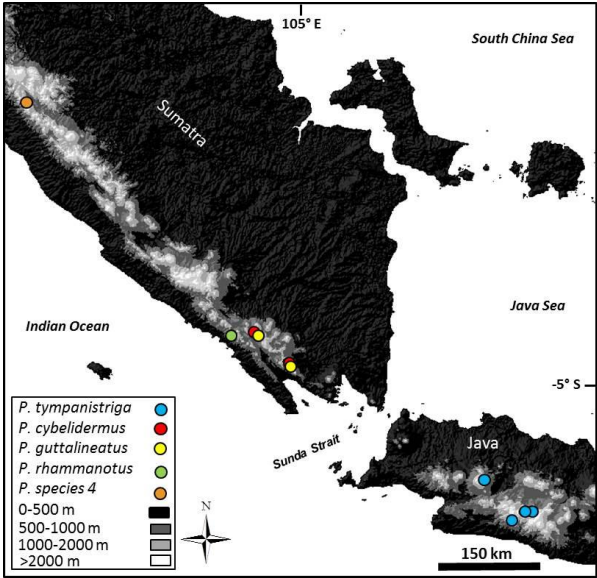 105° E
South China Sea
Sumatra
Java Sea
Indian Ocean
-5° S
P. tympanistriga
P. cybelidermus
P. guttalineatus
P. rhammanotus
P. species 4
0-500 m
500-1000 m
1000-2000 m
>2000 m
Sunda Strait
Java
N
150 km